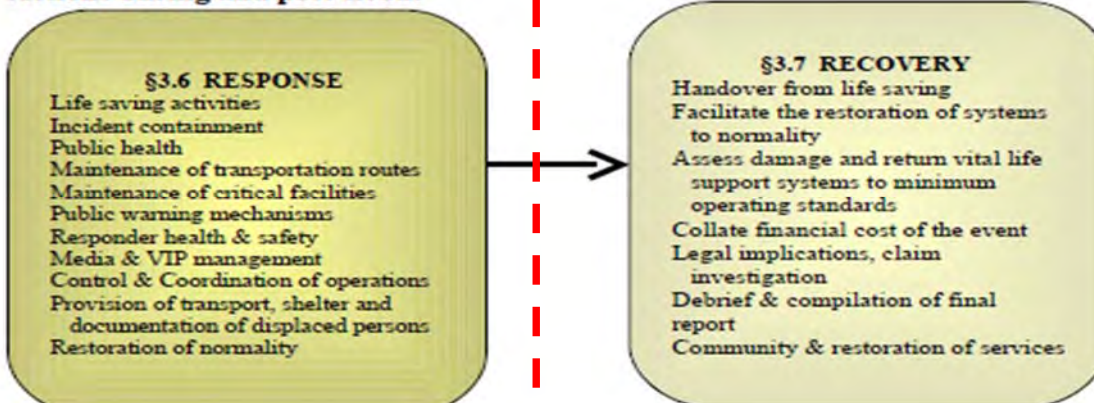 §3.6 RESPONSE
Life saving activities
Incident containment
Public health
Maintenance of transportation routes
Maintenance of critical facilities
Public warning mechanisms
Responder health & safety
Media & VIP management
Control & Coordination of operations
Provision of transport, shelter and
documentation of displaced persons
Restoration of normality
§3.7 RECOVERY
Handover from life saving
Facilitate the restoration of systems
to normality
Assess damage and return vital life
support systems to minimum
operating standards
Collate financial cost of the event
Legal implications, claim
investigation
Debrief & compilation of final
report
Community & restoration of services